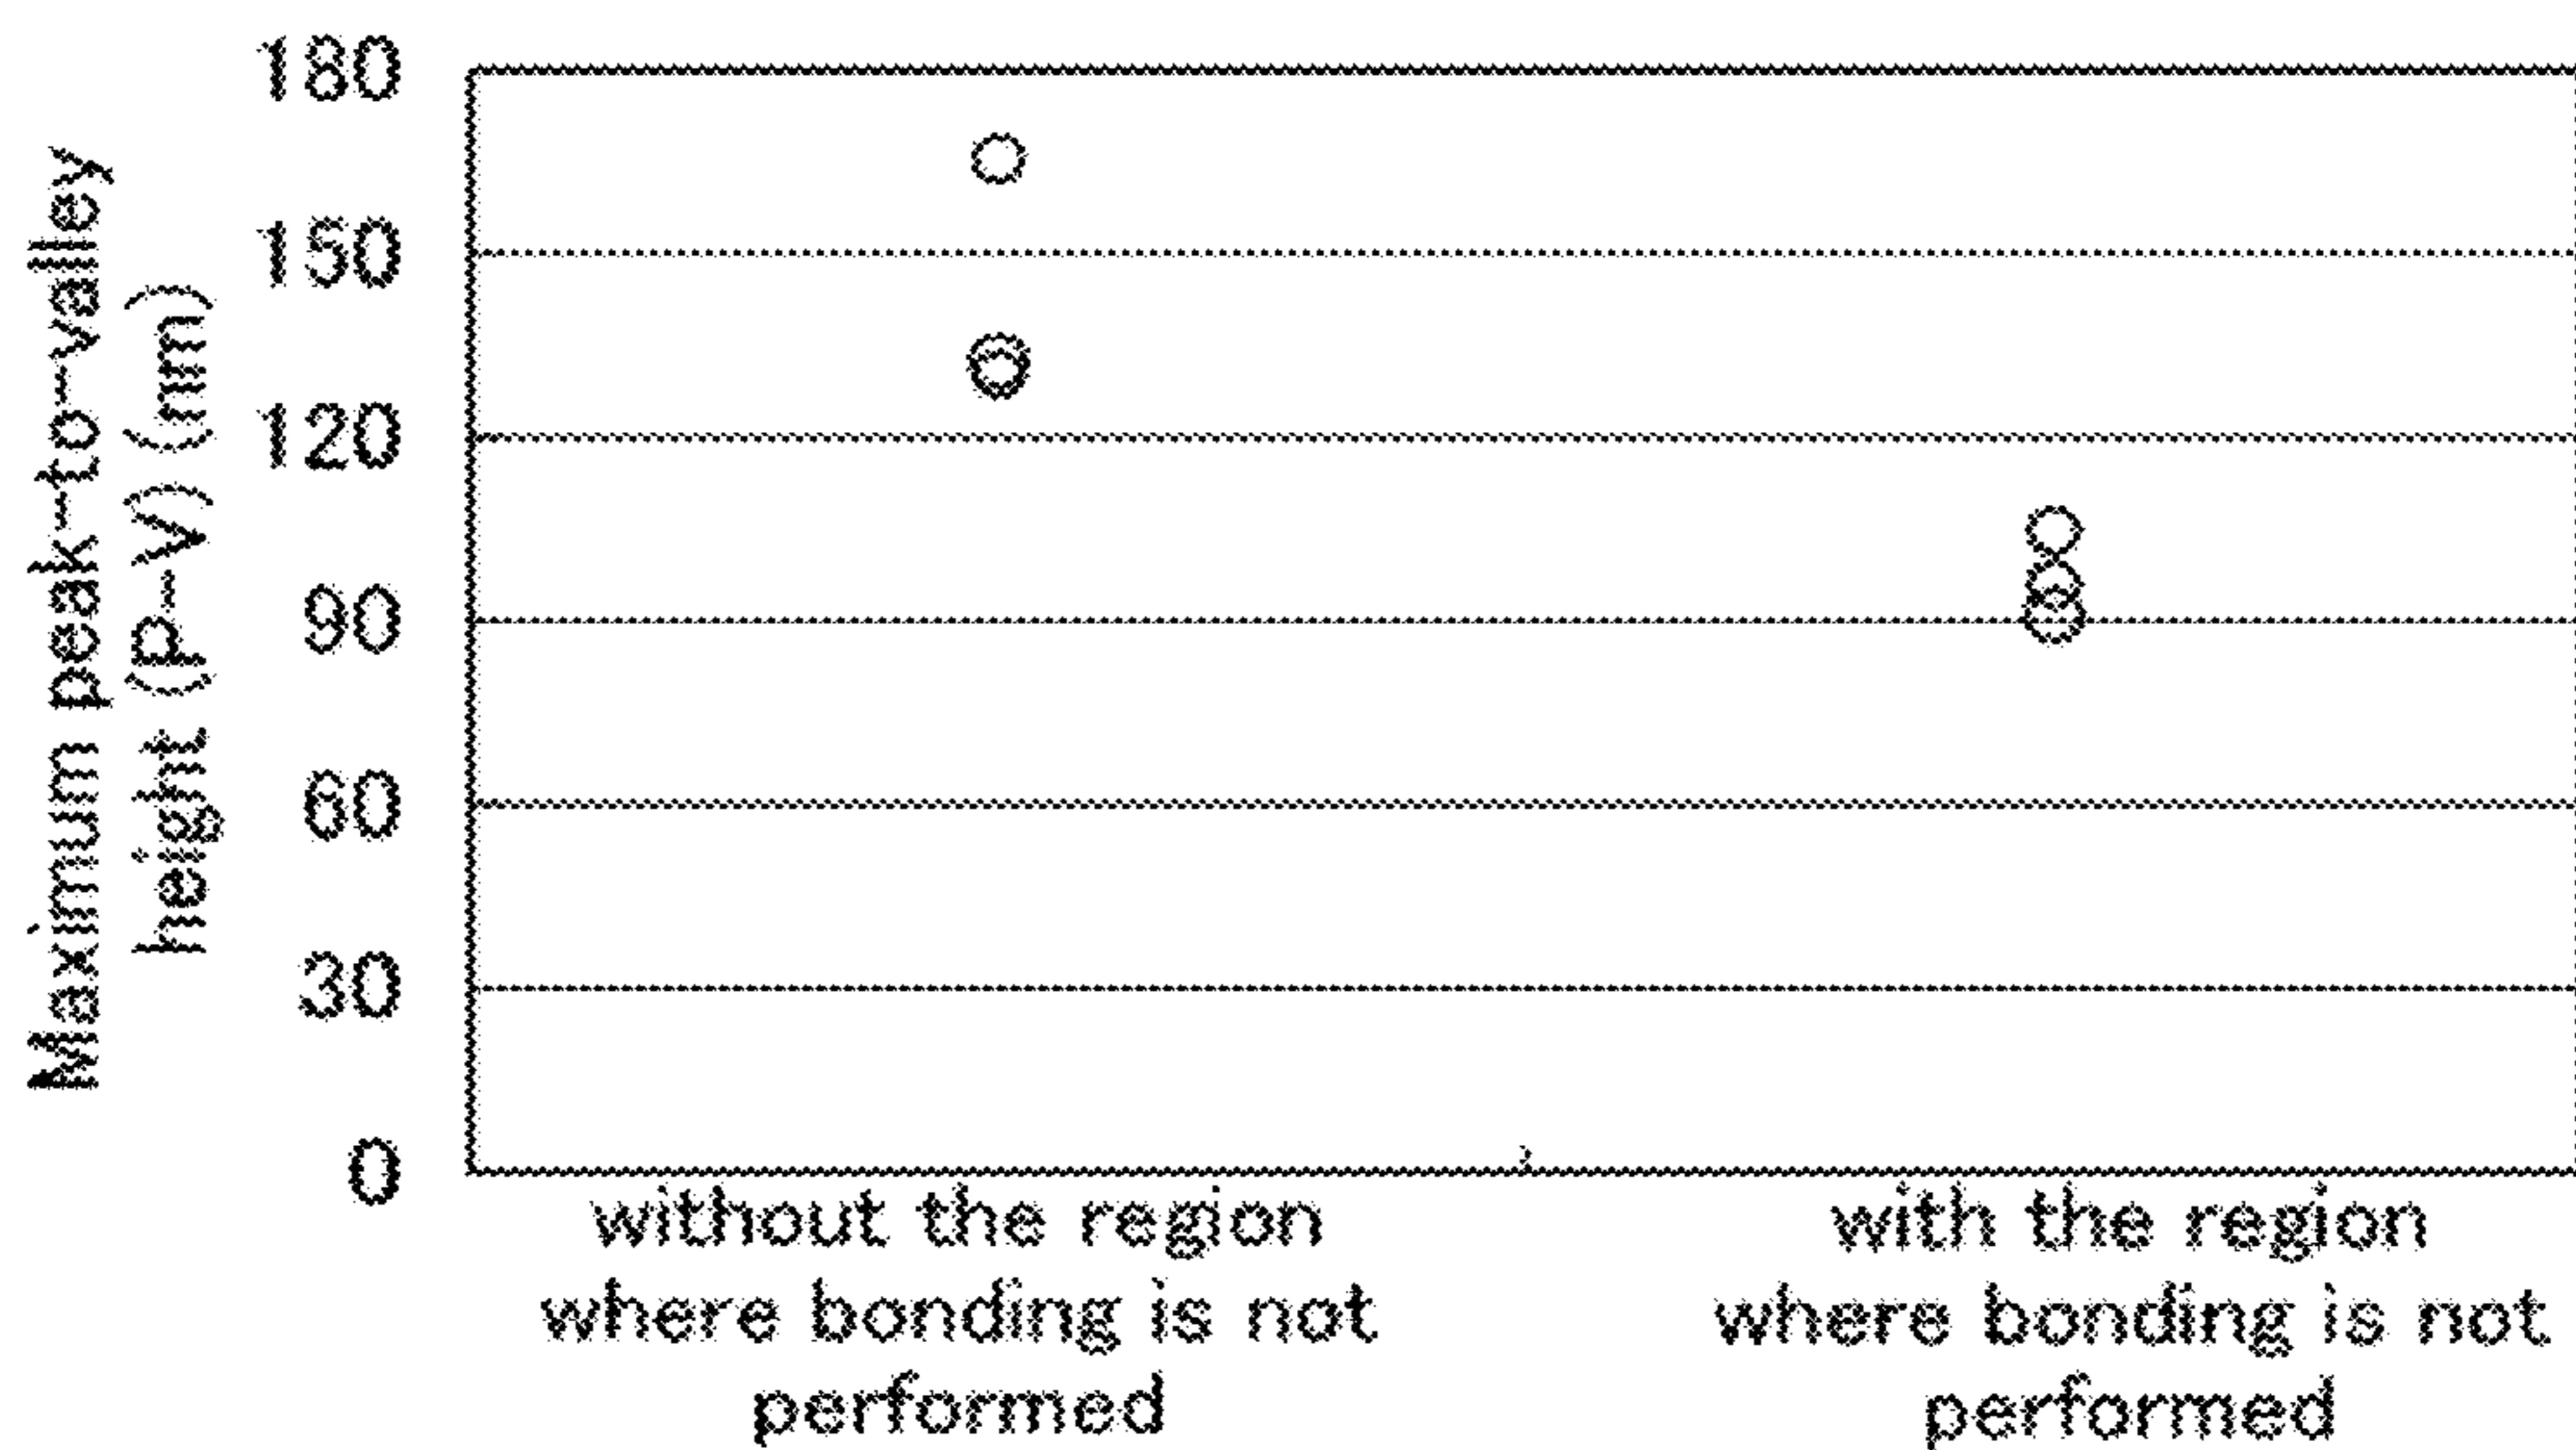 Maximum peak-to-valley
height (P-V) (nm)
180
150
120
90
60
30
0
without the region
where bonding is not
performed
with the region
where bonding is not
performed